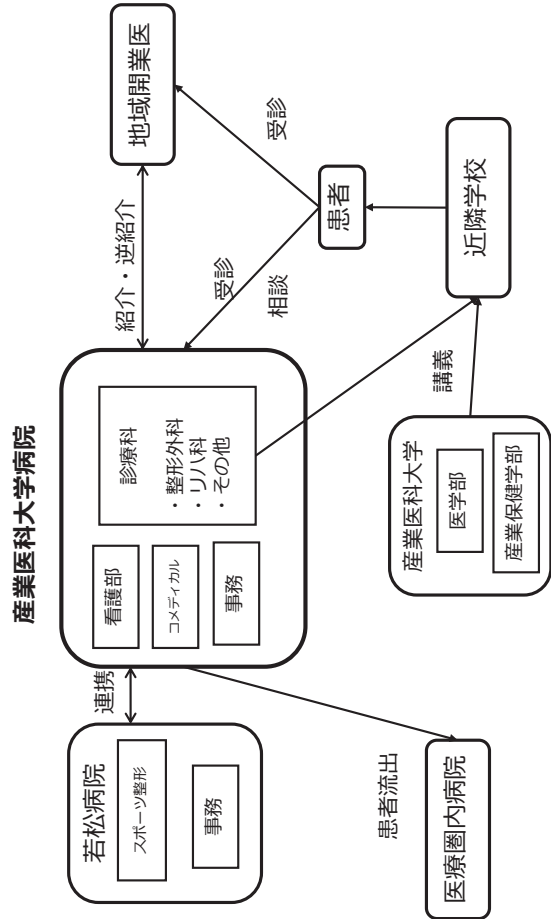 産業医科大学病院
若松病院
スポーツ整形
事務
連携
看護部
コメディカル
事務
診療科
・整形外科
・リハ科
・その他
紹介・逆紹介
地域開業医
受診
相談
受診
患者
患者流出
医療圏内病院
産業医科大学
医学部
産業保健学部
講義
近隣学校